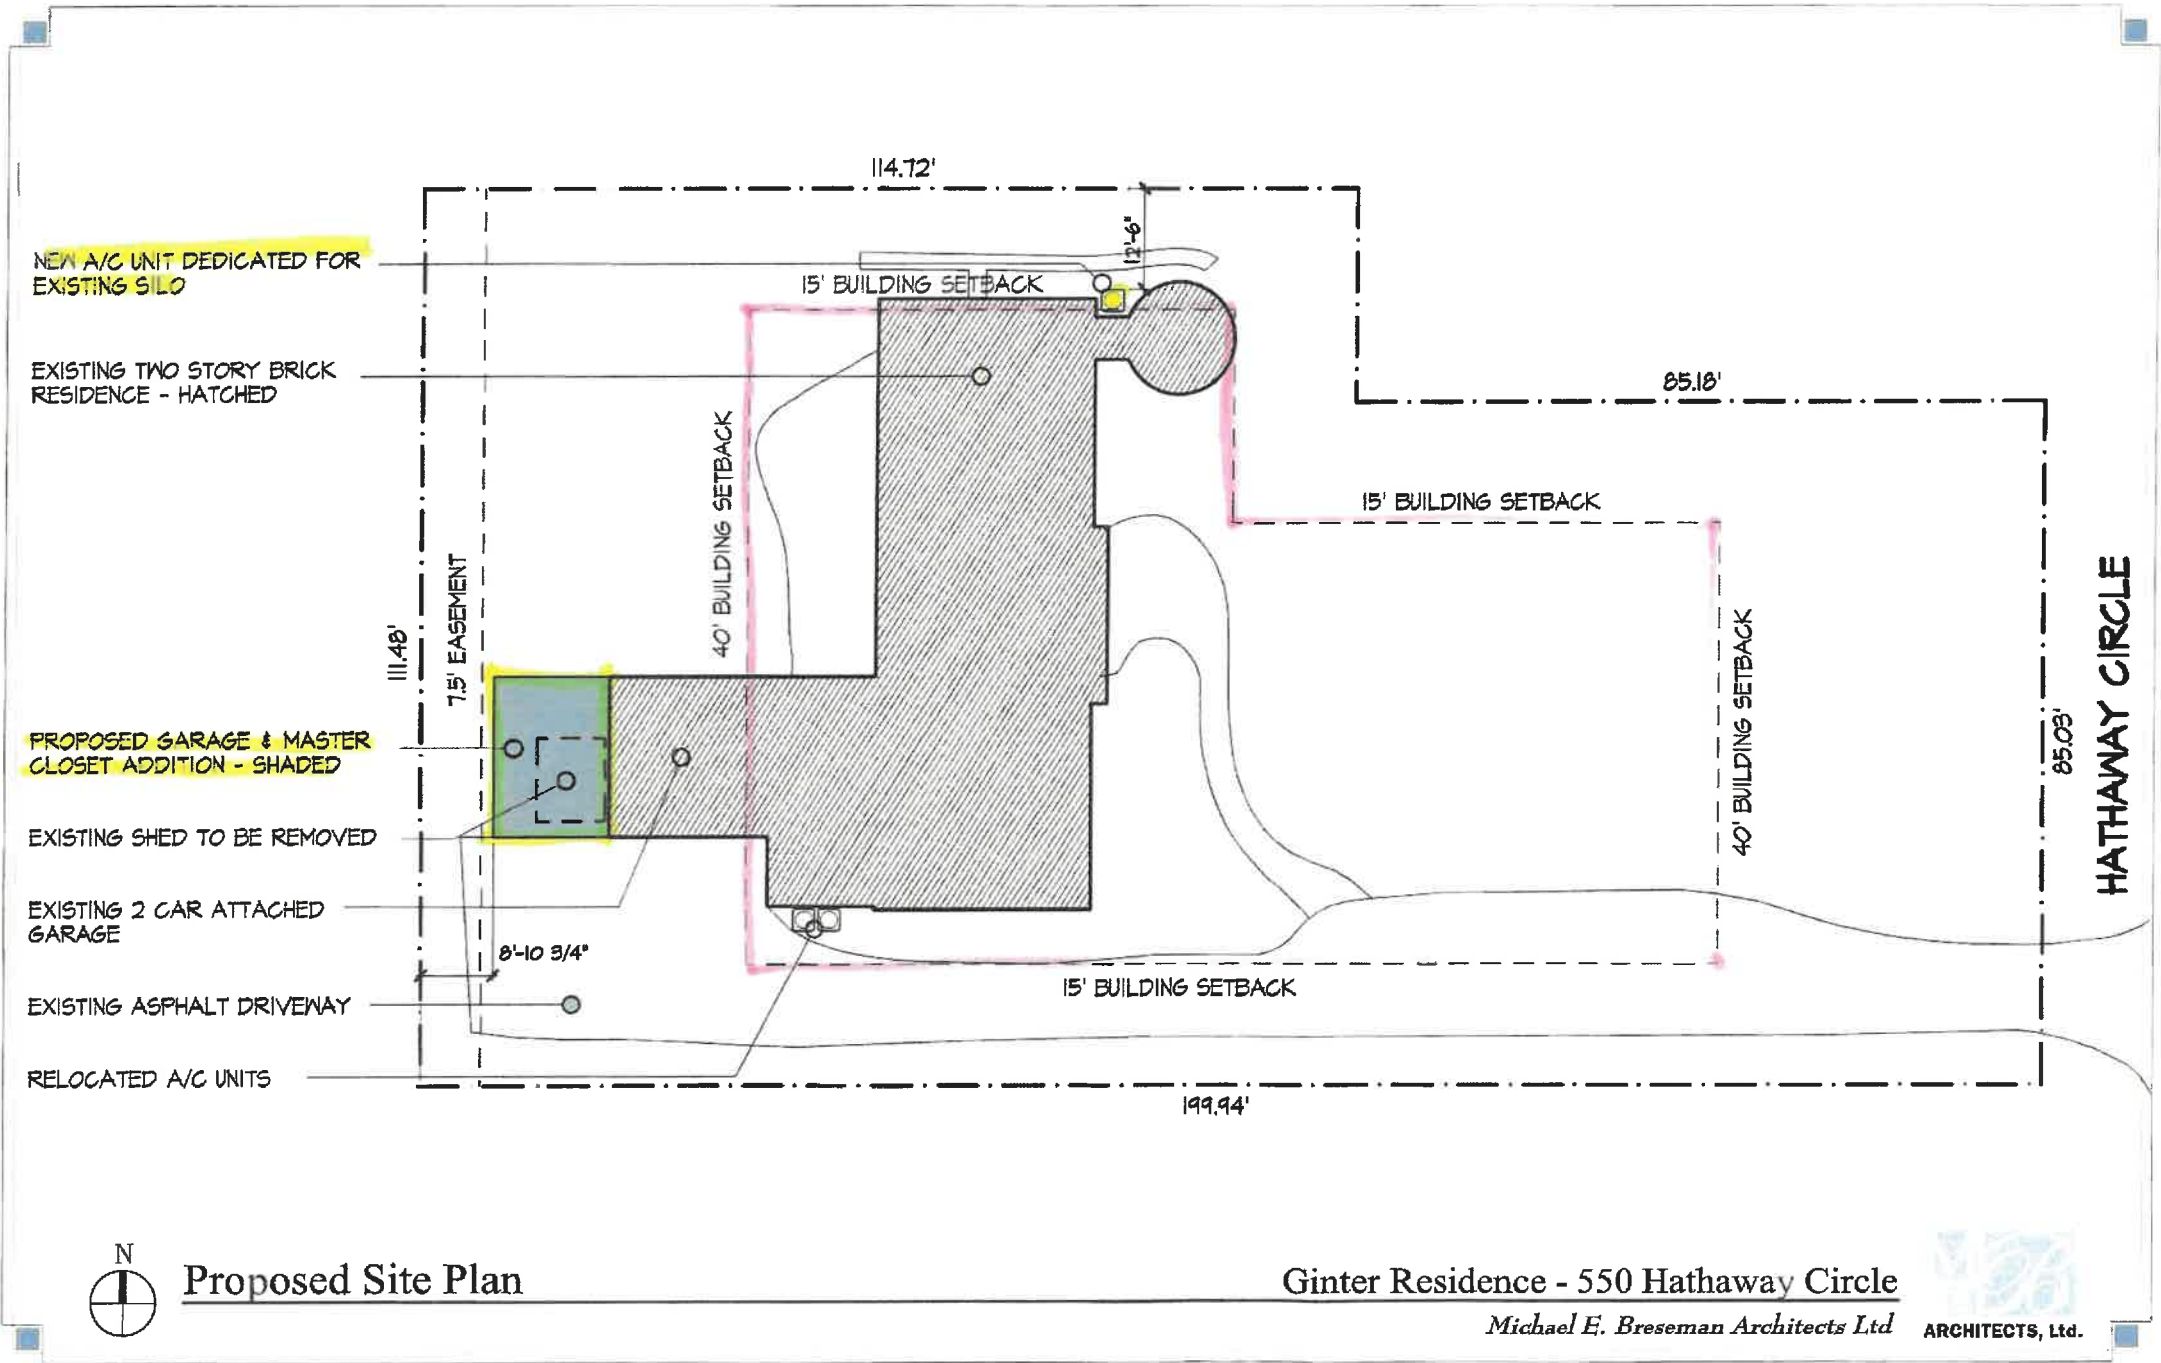 114.72'
12'-6"
NEW A/C UNIT DEDICATED FOR
EXISTING SILO
15' BUILDING SETBACK
EXISTING TWO STORY BRICK
RESIDENCE - HATCHED
85.18'
40' BUILDING SETBACK
15' BUILDING SETBACK
7.5' EASEMENT
111.48'
40' BUILDING SETBACK
85.03'
HATHAWAY CIRCLE
PROPOSED GARAGE & MASTER
CLOSET ADDITION - SHADED
EXISTING SHED TO BE REMOVED
EXISTING 2 CAR ATTACHED
GARAGE
8'-10 3/4"
15' BUILDING SETBACK
EXISTING ASPHALT DRIVEWAY
RELOCATED A/C UNITS
199.94'
N
Proposed Site Plan
Ginter Residence - 550 Hathaway Circle
Michael E. Breseman Architects Ltd
ARCHITECTS, Ltd.